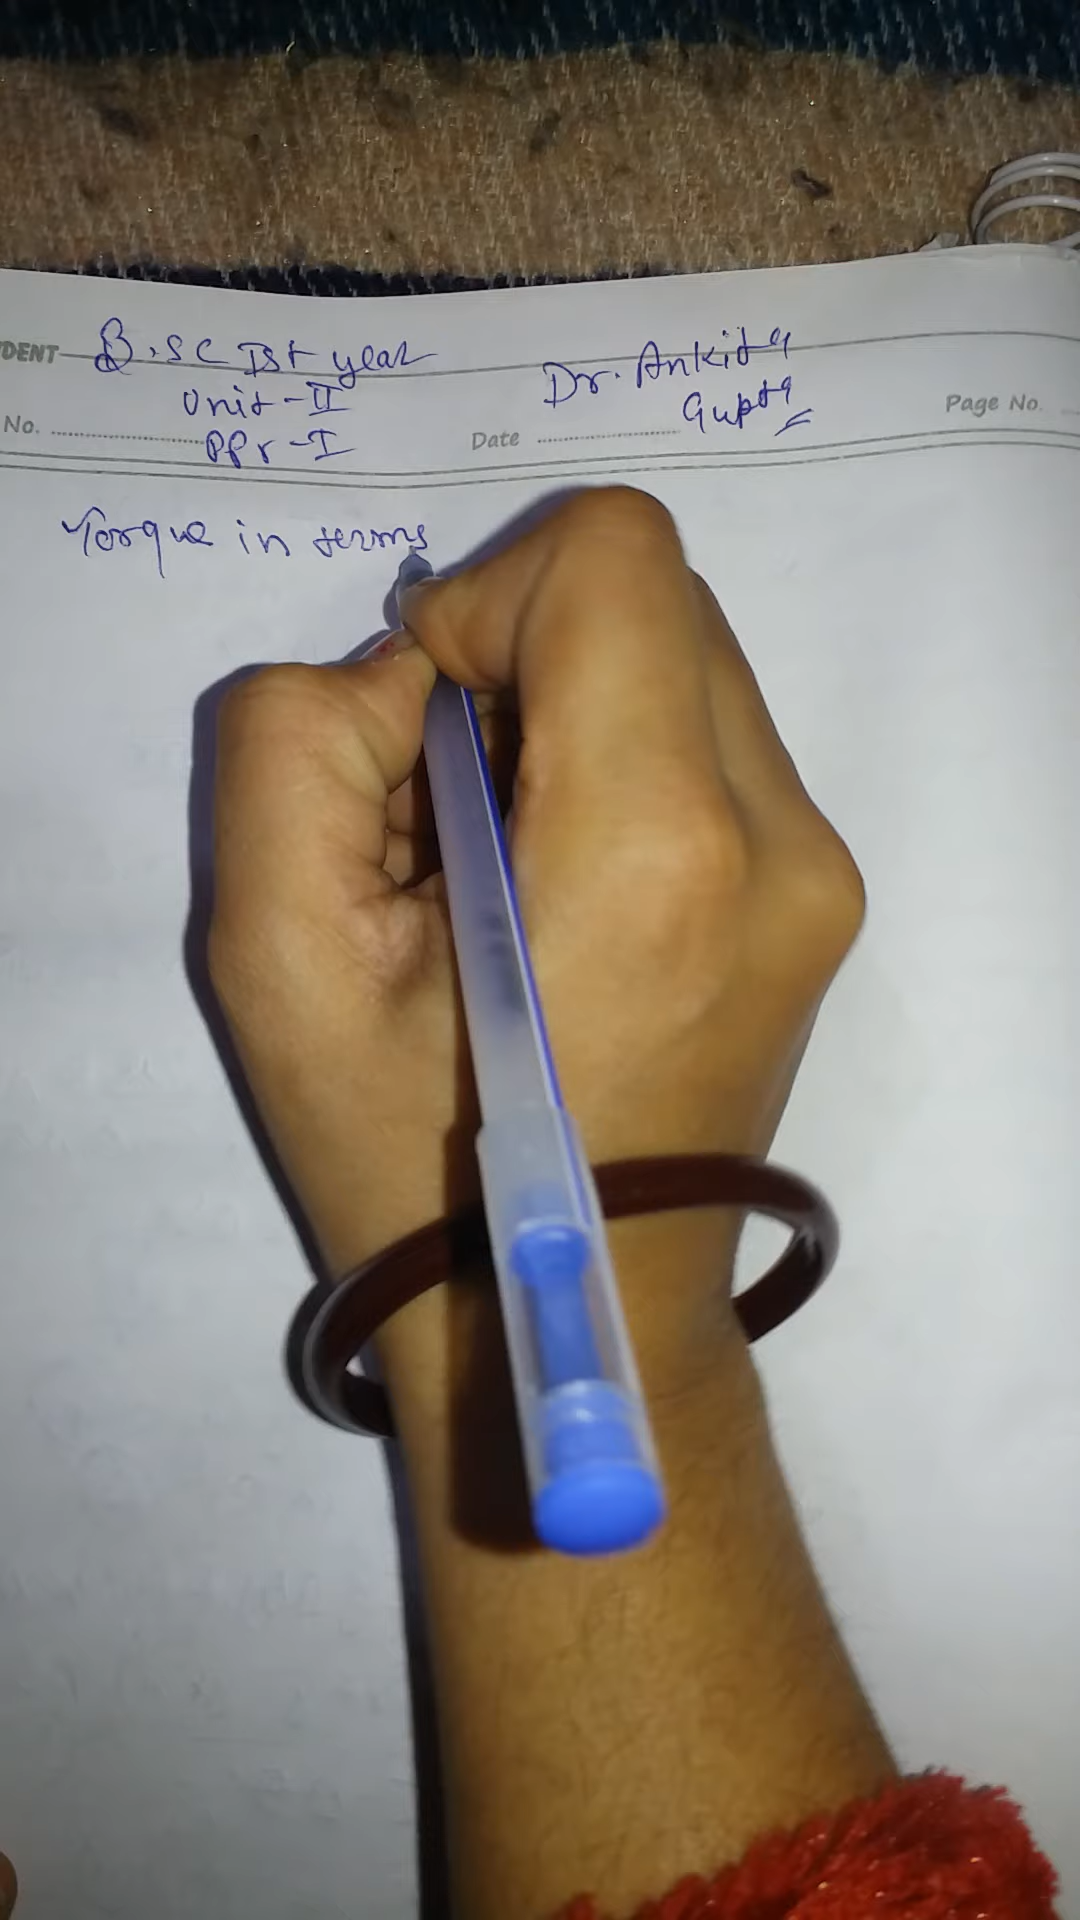 DENT B.SC Ist year
Unit-II
No. PPr-I
Dr. Ankita
Gupta
Date
Page No.
Torque in terms